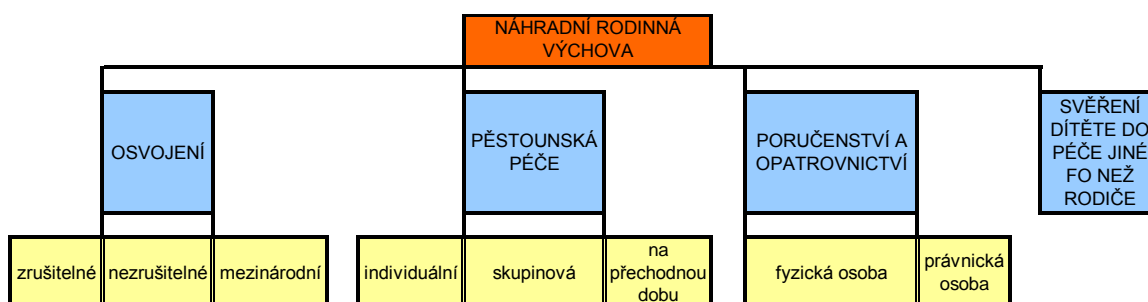 NÁHRADNÍ RODINNÁ
VÝCHOVA
OSVOJENÍ
PĚSTOUNSKÁ
PÉČE
PORUČENSTVÍ A
OPATROVNICTVÍ
SVĚŘENÍ
DÍTĚTE DO
PÉČE JINÉ
FO NEŽ
RODIČE
zrušitelné
nezrušitelné
mezinárodní
individuální
skupinová
na
přechodnou
dobu
fyzická osoba
právnická
osoba